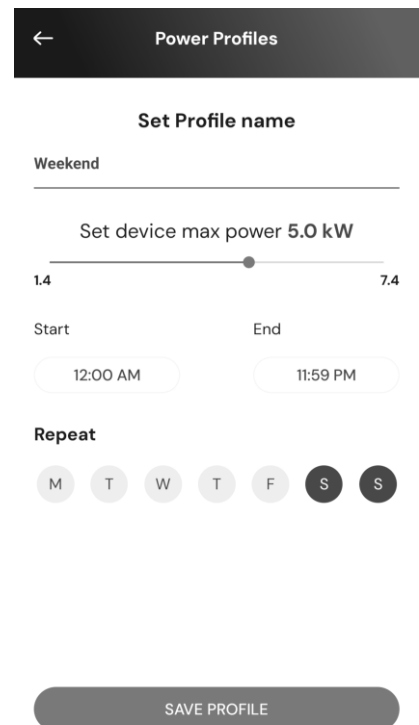 Power Profiles
Set Profile name
Weekend
Set device max power 5.0 kW
1.4 7.4
Start End
12:00 AM 11:59 PM
Repeat
M T W T F S S
SAVE PROFILE